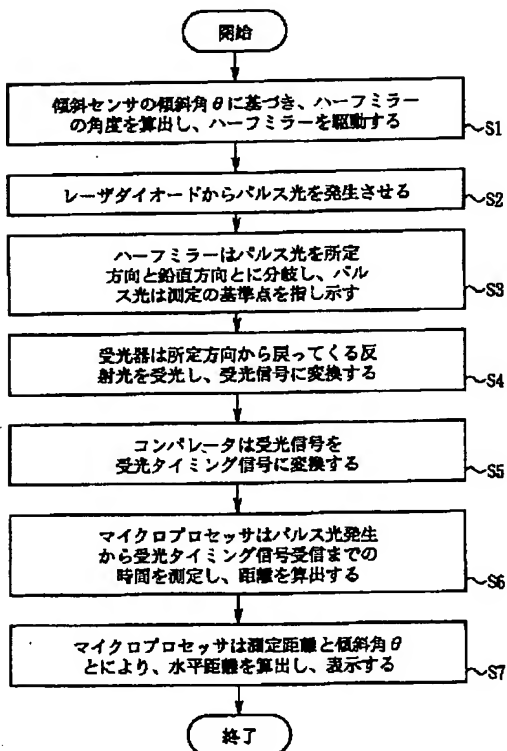 開始
傾斜センサの傾斜角θに基づき、ハーフミラー
の角度を算出し、ハーフミラーを駆動する
S1
レーザダイオードからパルス光を発生させる
S2
ハーフミラーはパルス光を所定
方向と鉛直方向とに分岐し、パル
ス光は測定の基準点を指し示す
S3
受光器は所定方向から戻ってくる反
射光を受光し、受光信号に変換する
S4
コンパレータは受光信号を
受光タイミング信号に変換する
S5
マイクロプロセッサはパルス光発生
から受光タイミング信号受信までの
時間を測定し、距離を算出する
S6
マイクロプロセッサは測定距離と傾斜角θ
とにより、水平距離を算出し、表示する
S7
終了